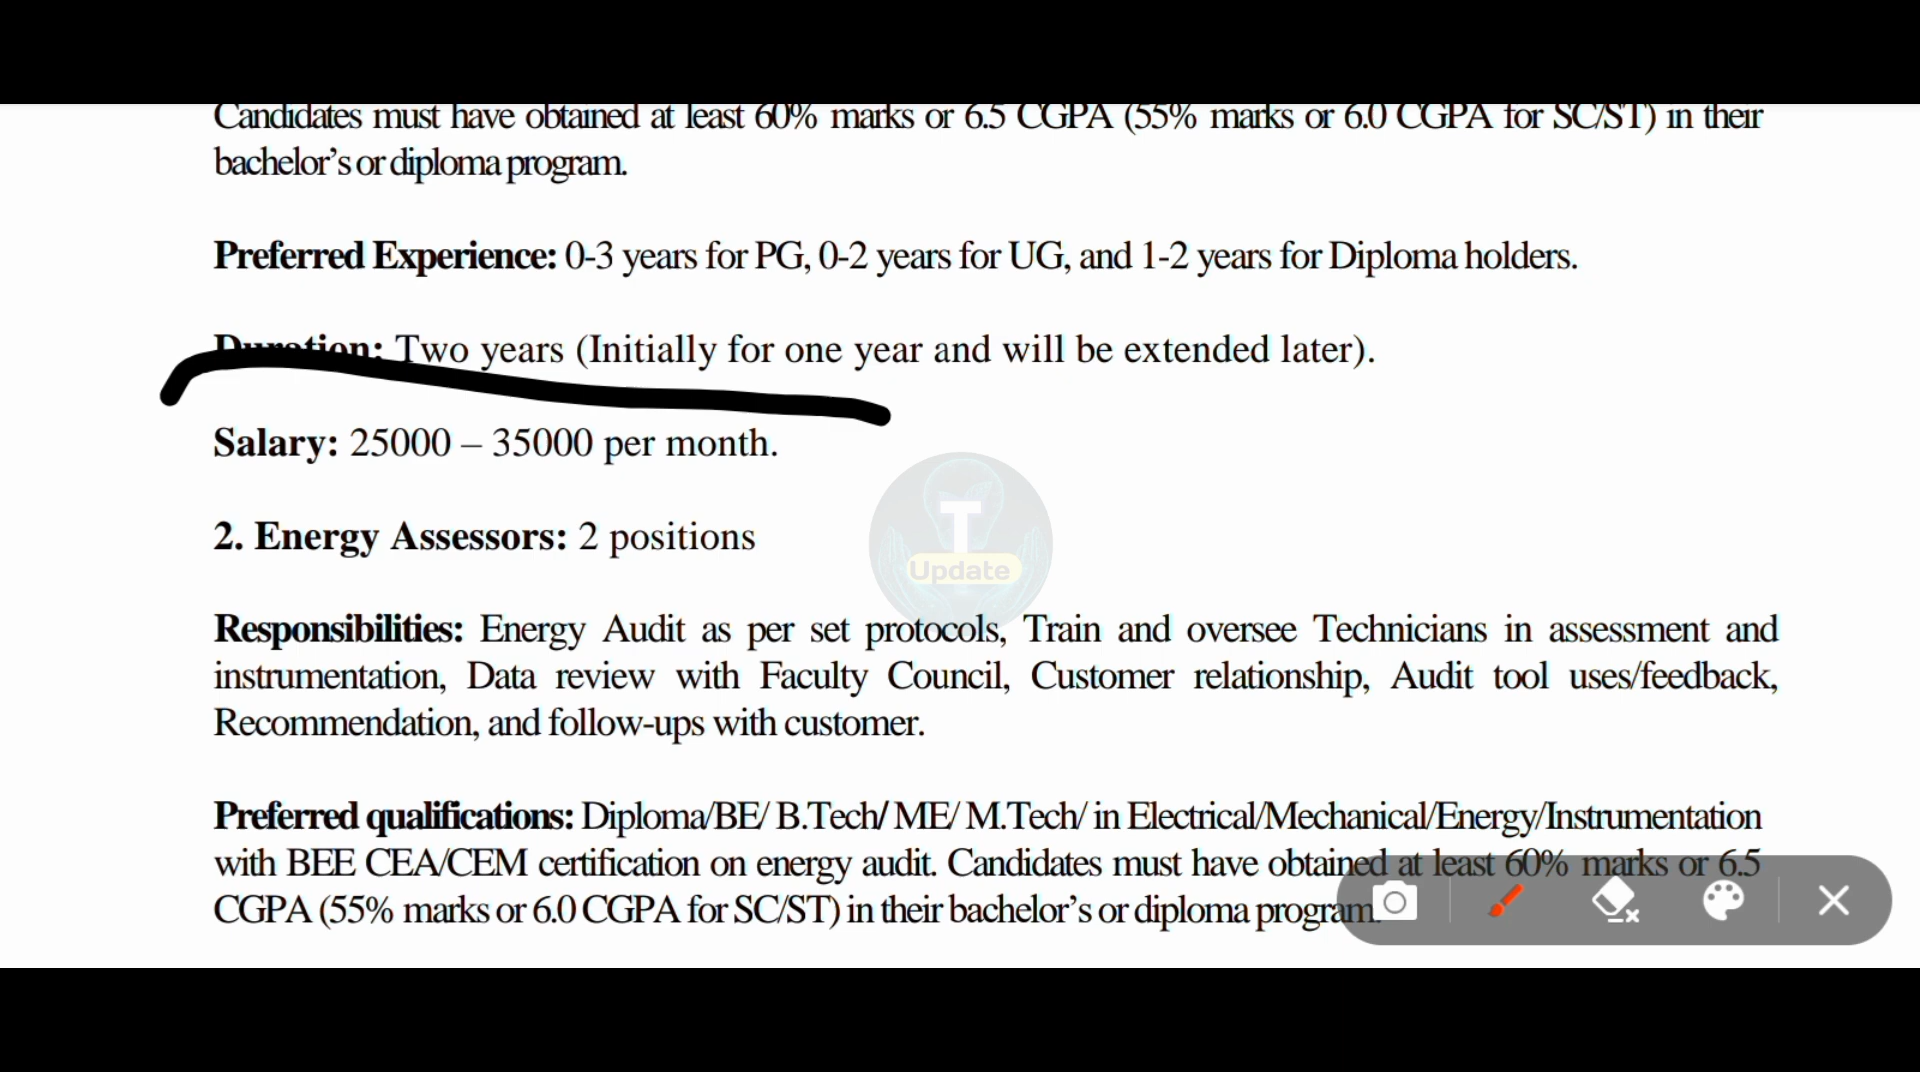 Candidates must have obtained at least 60% marks or 6.5 CGPA (55% marks or 6.0 CGPA for SC/ST) in their
bachelor's or diploma program.
Preferred Experience: 0-3 years for PG, 0-2 years for UG, and 1-2 years for Diploma holders.
Duration: Two years (Initially for one year and will be extended later).
Salary: 25000 – 35000 per month.
2. Energy Assessors: 2 positions
T
Update
Responsibilities: Energy Audit as per set protocols, Train and oversee Technicians in assessment and
instrumentation, Data review with Faculty Council, Customer relationship, Audit tool uses/feedback,
Recommendation, and follow-ups with customer.
Preferred qualifications: Diploma/BE/ B.Tech/ ME/ M.Tech/ in Electrical/Mechanical/Energy/Instrumentation
with BEE CEA/CEM certification on energy audit. Candidates must have obtained at least 60% marks or 6.5
CGPA (55% marks or 6.0 CGPA for SC/ST) in their bachelor's or diploma program.